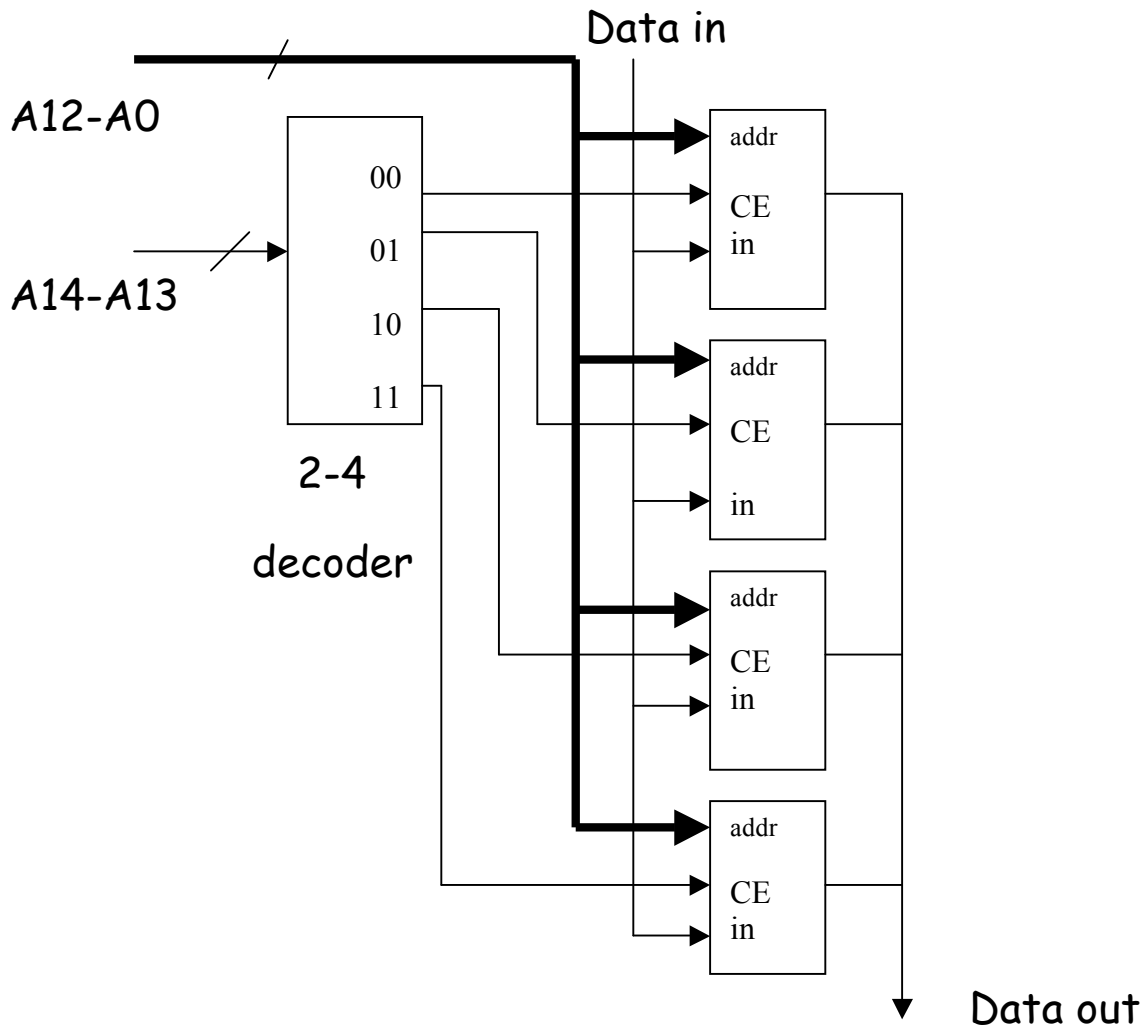 Data in
A12-A0
A14-A13
00
01
10
11
2-4
decoder
addr
CE
in
addr
CE
in
addr
CE
in
addr
CE
in
Data out